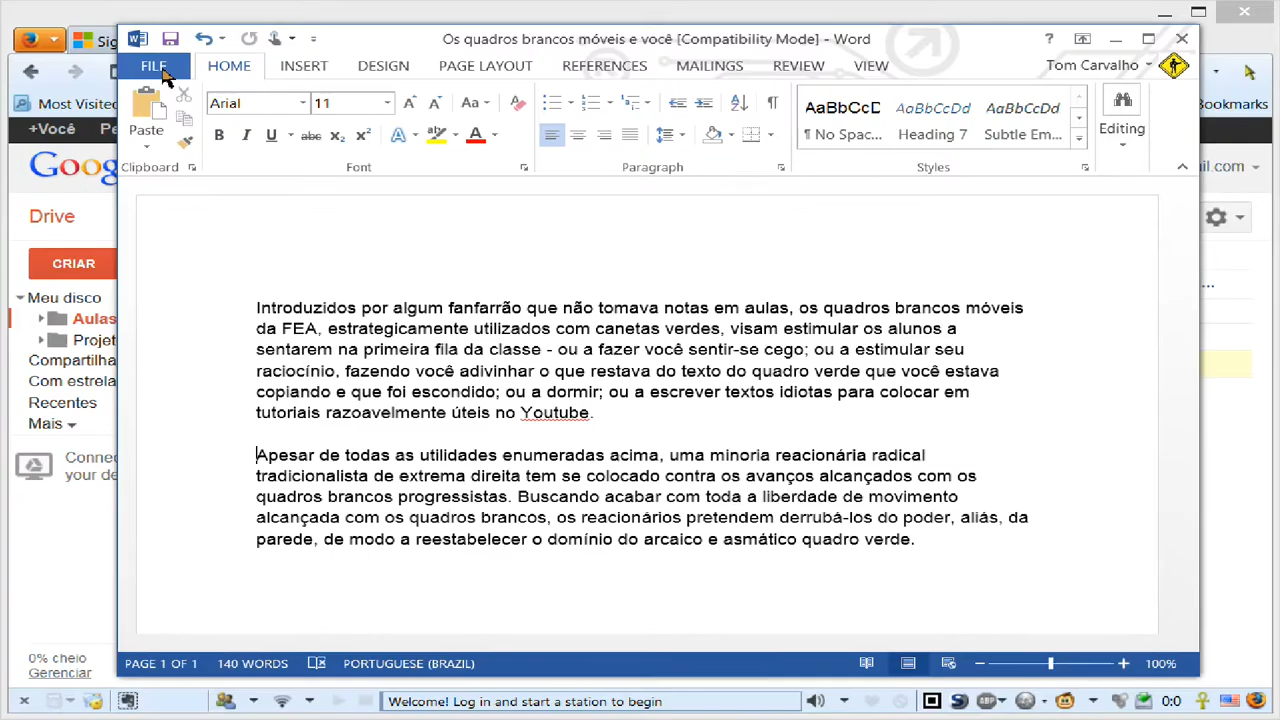 Sig
Os quadros brancos móveis e você [Compatibility Mode] - Word
FILE HOME INSERT DESIGN PAGE LAYOUT REFERENCES MAILINGS REVIEW VIEW Tom Carvalho
Most Visited
Bookmarks
Arial 11
Paste
AaBbCcD AaBbCcDd AaBbCcDd
¶ No Spac... Heading 7 Subtle Em...
Editing
Clipboard Font Paragraph Styles
+Você
Goog
il.com
Drive
CRIAR
Meu disco
Aulas
Projet
Compartilha
Com estrela
Recentes
Mais
Connec
your
0% cheio
Gerenciar
Introduzidos por algum fanfarrão que não tomava notas em aulas, os quadros brancos móveis
da FEA, estrategicamente utilizados com canetas verdes, visam estimular os alunos a
sentarem na primeira fila da classe - ou a fazer você sentir-se cego; ou a estimular seu
raciocínio, fazendo você adivinhar o que restava do texto do quadro verde que você estava
copiando e que foi escondido; ou a dormir; ou a escrever textos idiotas para colocar em
tutoriais razoavelmente úteis no Youtube.
Apesar de todas as utilidades enumeradas acima, uma minoria reacionária radical
tradicionalista de extrema direita tem se colocado contra os avanços alcançados com os
quadros brancos progressistas. Buscando acabar com toda a liberdade de movimento
alcançada com os quadros brancos, os reacionários pretendem derrubá-los do poder, aliás, da
parede, de modo a reestabelecer o domínio do arcaico e asmático quadro verde.
PAGE 1 OF 1 140 WORDS PORTUGUESE (BRAZIL) 100%
Welcome! Log in and start a station to begin
0:0